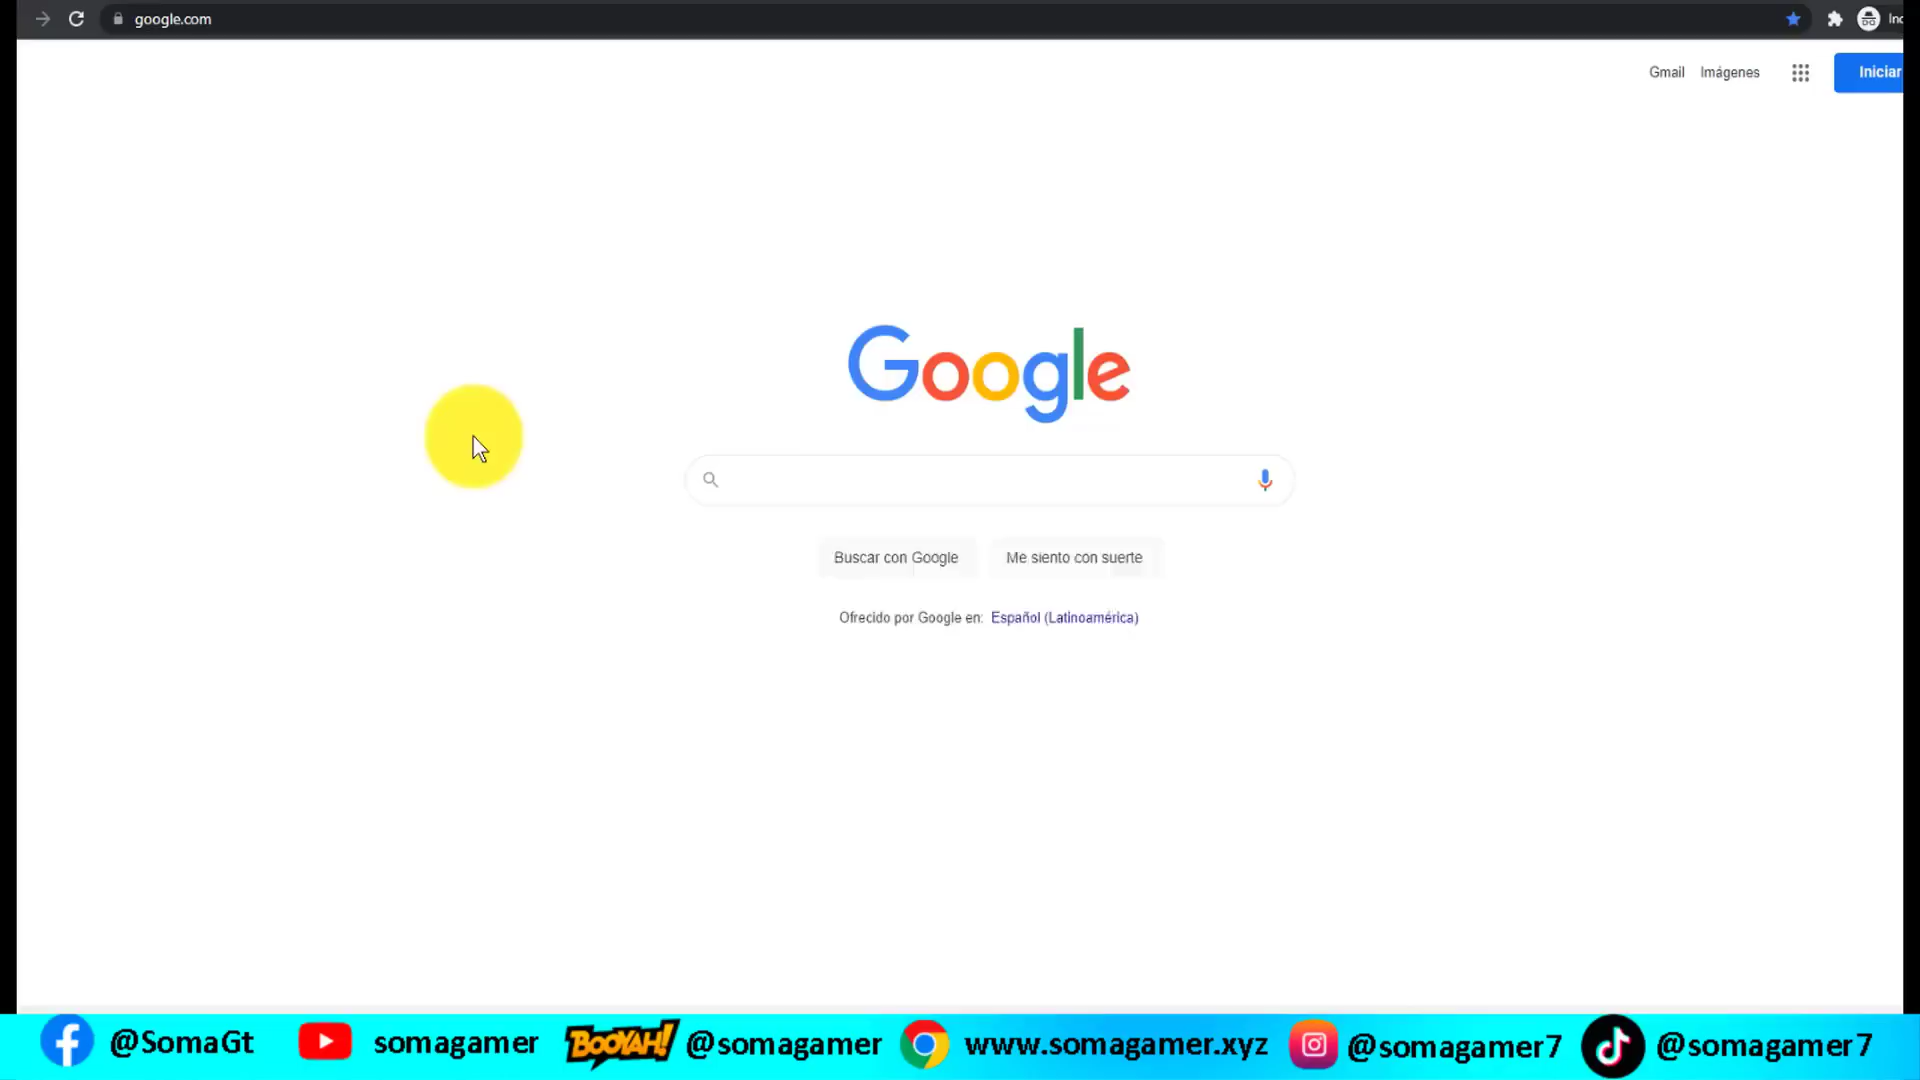 google.com
Inc
Gmail Imágenes Iniciar
Google
Buscar con Google Me siento con suerte
Ofrecido por Google en: Español (Latinoamérica)
@SomaGt somagamer BOOYAH! @somagamer www.somagamer.xyz @somagamer7 @somagamer7